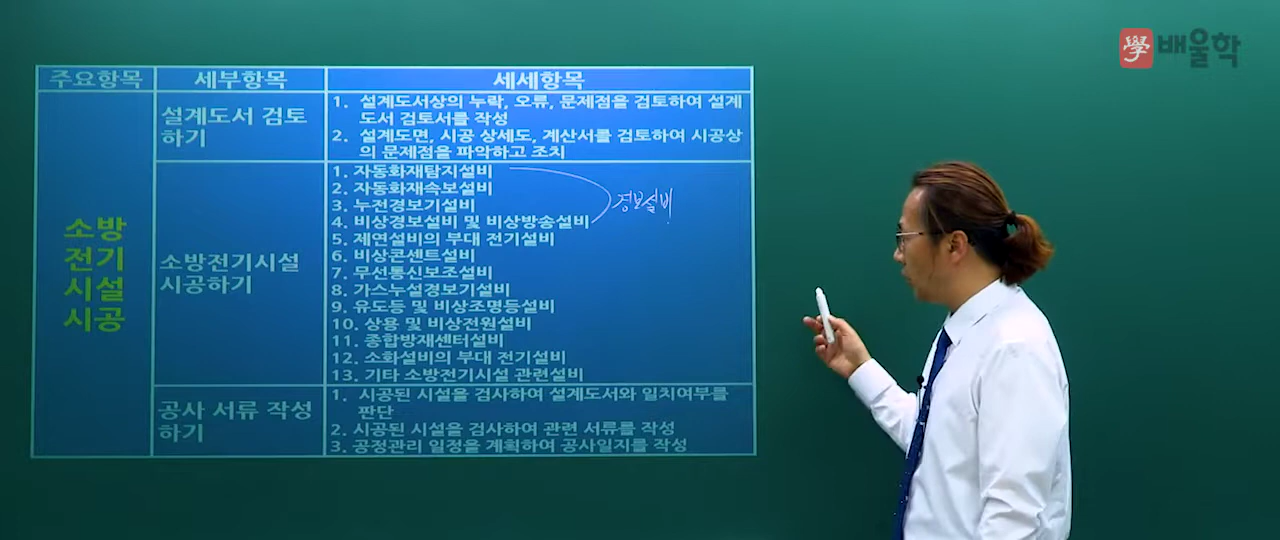 學 배울학
주요항목 세부항목 세세항목
소방
전기
시설
시공
설계도서 검토
하기
1. 설계도서상의 누락, 오류, 문제점을 검토하여 설계
도서 검토서를 작성
2. 설계도면, 시공 상세도, 계산서를 검토하여 시공상
의 문제점을 파악하고 조치
소방전기시설
시공하기
1. 자동화재탐지설비
2. 자동화재속보설비
3. 누전경보기설비
4. 비상경보설비 및 비상방송설비
경보설비
5. 제연설비의 부대 전기설비
6. 비상콘센트설비
7. 무선통신보조설비
8. 가스누설경보기설비
9. 유도등 및 비상조명등설비
10. 상용 및 비상전원설비
11. 종합방재센터설비
12. 소화설비의 부대 전기설비
13. 기타 소방전기시설 관련설비
공사 서류 작성
하기
1. 시공된 시설을 검사하여 설계도서와 일치여부를
판단
2. 시공된 시설을 검사하여 관련 서류를 작성
3. 공정관리 일정을 계획하여 공사일지를 작성